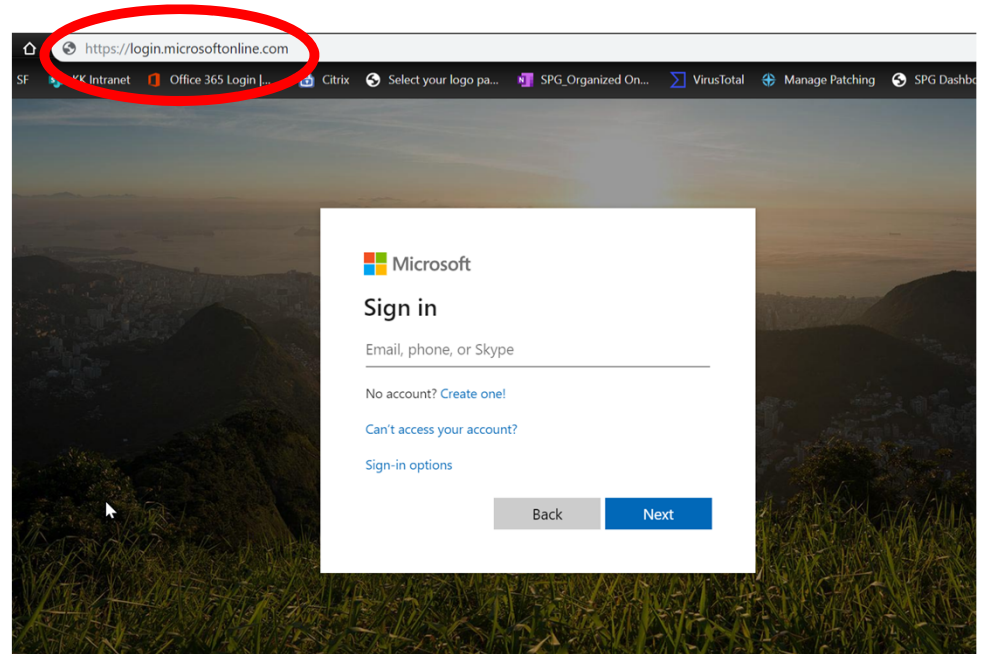 https://login.microsoftonline.com
SF KK Intranet Office 365 Login |... Citrix Select your logo pa... N SPG_Organized On... VirusTotal Manage Patching SPG Dashbo
Microsoft
Sign in
Email, phone, or Skype
No account? Create one!
Can't access your account?
Sign-in options
Back Next